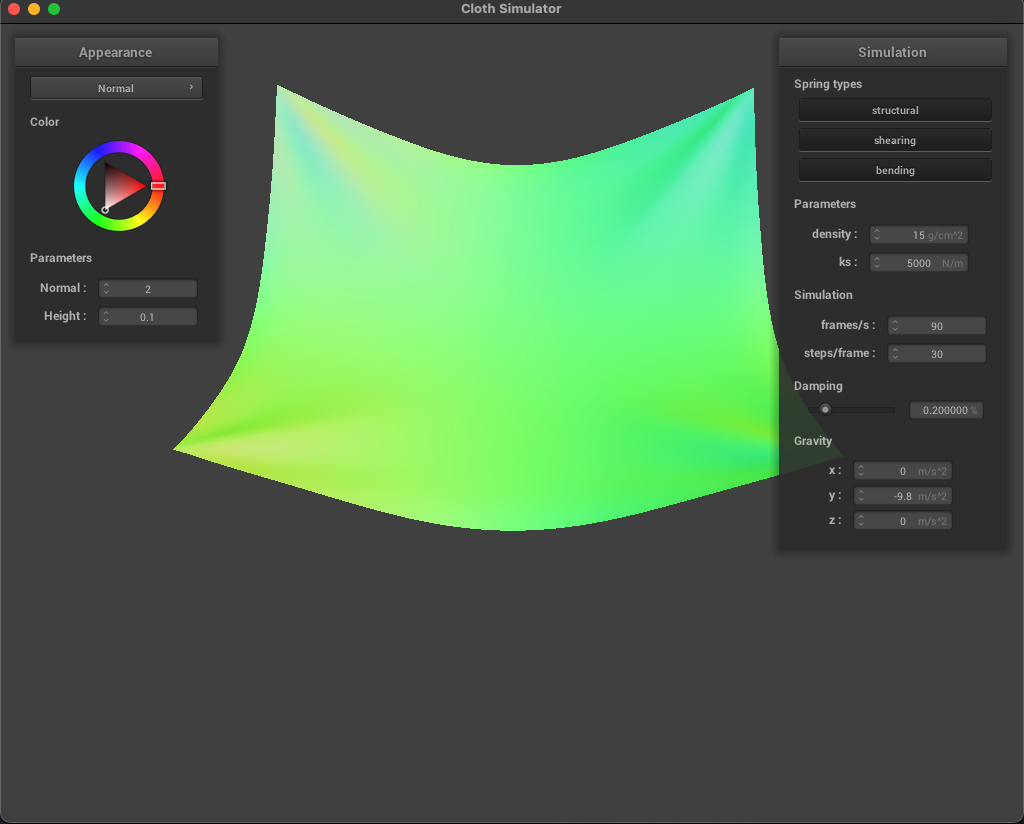 Cloth Simulator
Appearance
Normal
Color
Parameters
Normal : 2
Height : 0.1
Simulation
Spring types
structural
shearing
bending
Parameters
density : 15 g/cm^2
ks : 5000 N/m
Simulation
frames/s : 90
steps/frame : 30
Damping
0.200000 %
Gravity
x : 0 m/s^2
y : -9.8 m/s^2
z : 0 m/s^2